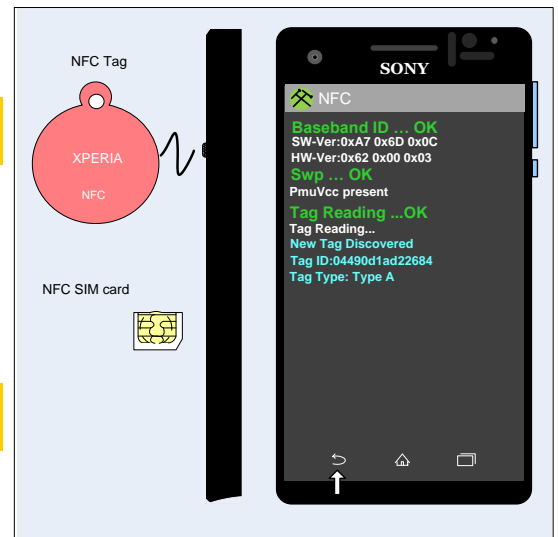 NFC Tag
XPERIA
NFC
NFC SIM card
SONY
NFC
Baseband ID ... OK
SW-Ver:0xA7 0x6D 0x0C
HW-Ver:0x62 0x00 0x03
Swp ... OK
PmuVcc present
Tag Reading ...OK
Tag Reading...
New Tag Discovered
Tag ID:04490d1ad22684
Tag Type: Type A